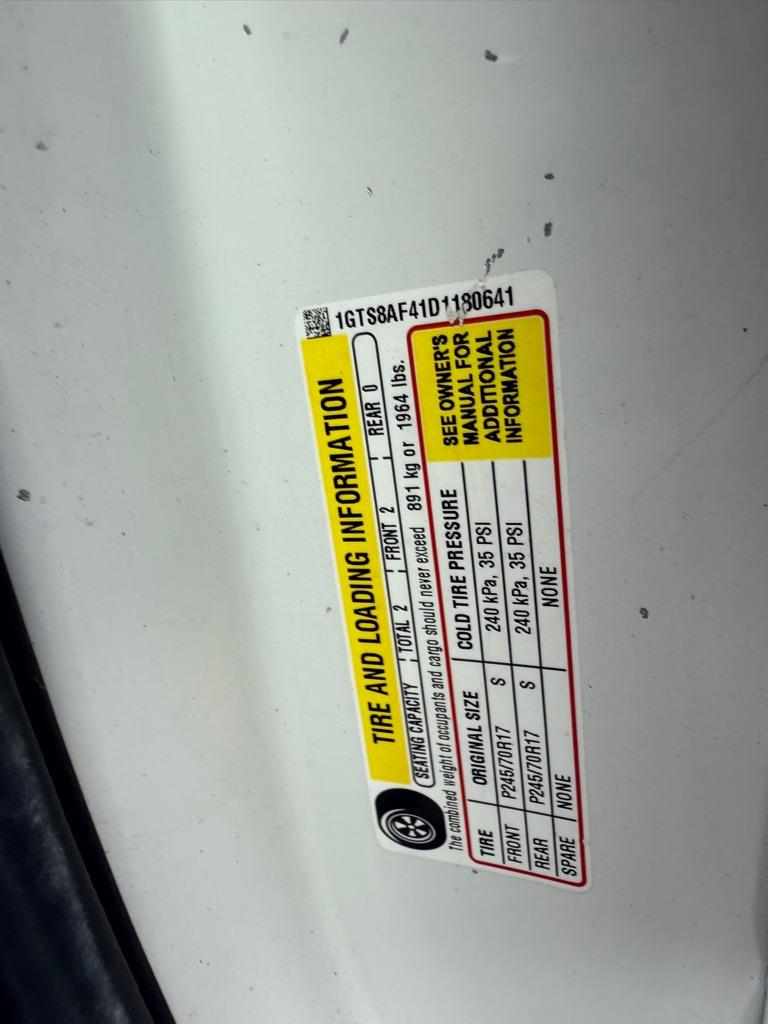 1GTS8AF41D1180641
TIRE AND LOADING INFORMATION
SEATING CAPACITY TOTAL 2 FRONT 2 REAR 0
The combined weight of occupants and cargo should never exceed 891 kg or 1964 lbs.
TIRE ORIGINAL SIZE COLD TIRE PRESSURE
FRONT P245/70R17 S 240 kPa, 35 PSI
REAR P245/70R17 S 240 kPa, 35 PSI
SPARE NONE NONE
SEE OWNER'S
MANUAL FOR
ADDITIONAL
INFORMATION